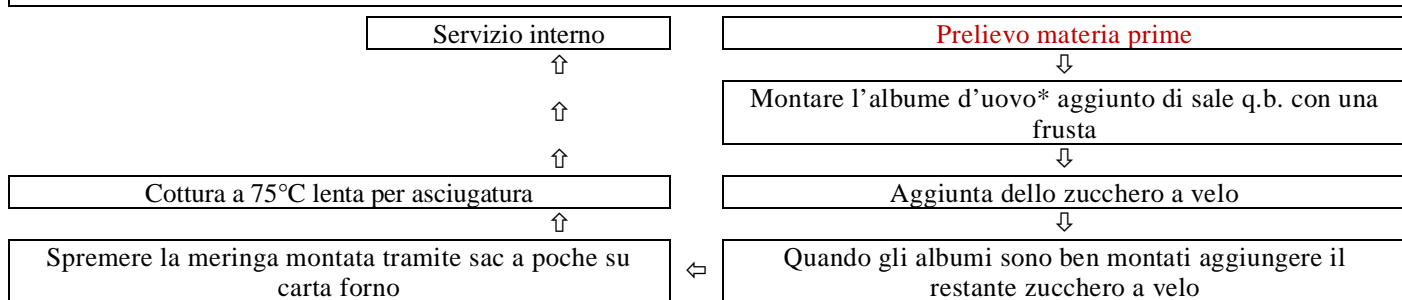 Servizio interno
Prelievo materia prime
⇧
⇩
⇧
Montare l’albume d’uovo* aggiunto di sale q.b. con una
frusta
⇧
⇩
Cottura a 75°C lenta per asciugatura
Aggiunta dello zucchero a velo
⇧
⇩
Spremere la meringa montata tramite sac a poche su
carta forno
⇦
Quando gli albumi sono ben montati aggiungere il
restante zucchero a velo